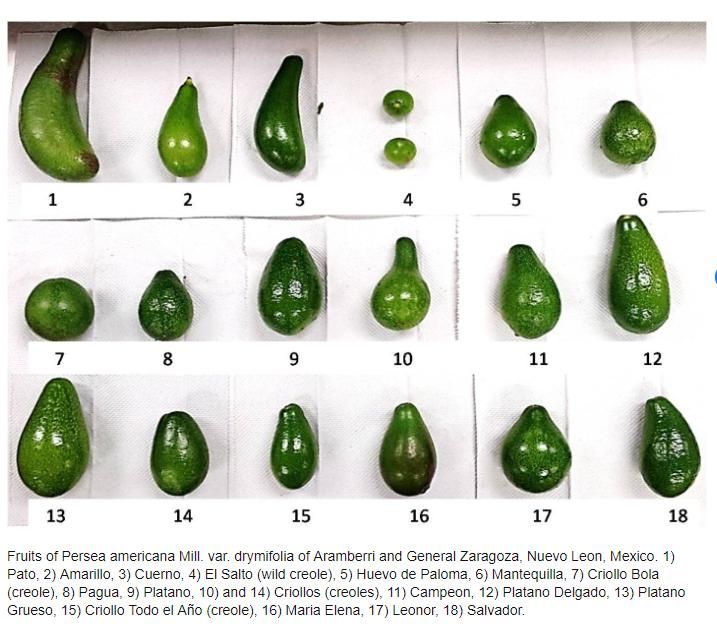 1 2 3 4 5 6
7 8 9 10 11 12
13 14 15 16 17 18
Fruits of Persea americana Mill. var. drymifolia of Aramberri and General Zaragoza, Nuevo Leon, Mexico. 1)
Pato, 2) Amarillo, 3) Cuerno, 4) El Salto (wild creole), 5) Huevo de Paloma, 6) Mantequilla, 7) Criollo Bola
(creole), 8) Pagua, 9) Platano, 10) and 14) Criollos (creoles), 11) Campeon, 12) Platano Delgado, 13) Platano
Grueso, 15) Criollo Todo el Año (creole), 16) Maria Elena, 17) Leonor, 18) Salvador.